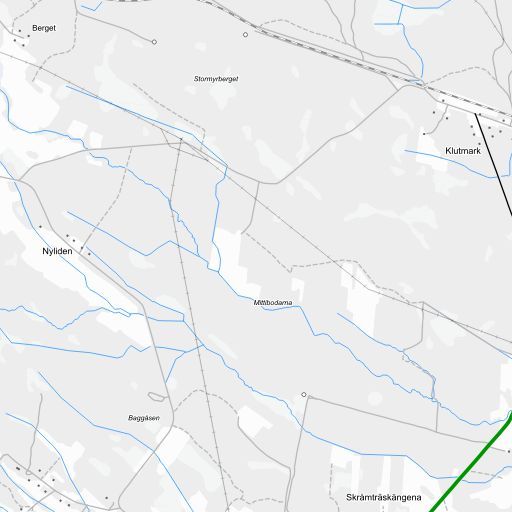 Berget
Stormyrberget
Klutmark
Nyliden
Mittibodarna
Baggåsen
Skråmträskängena